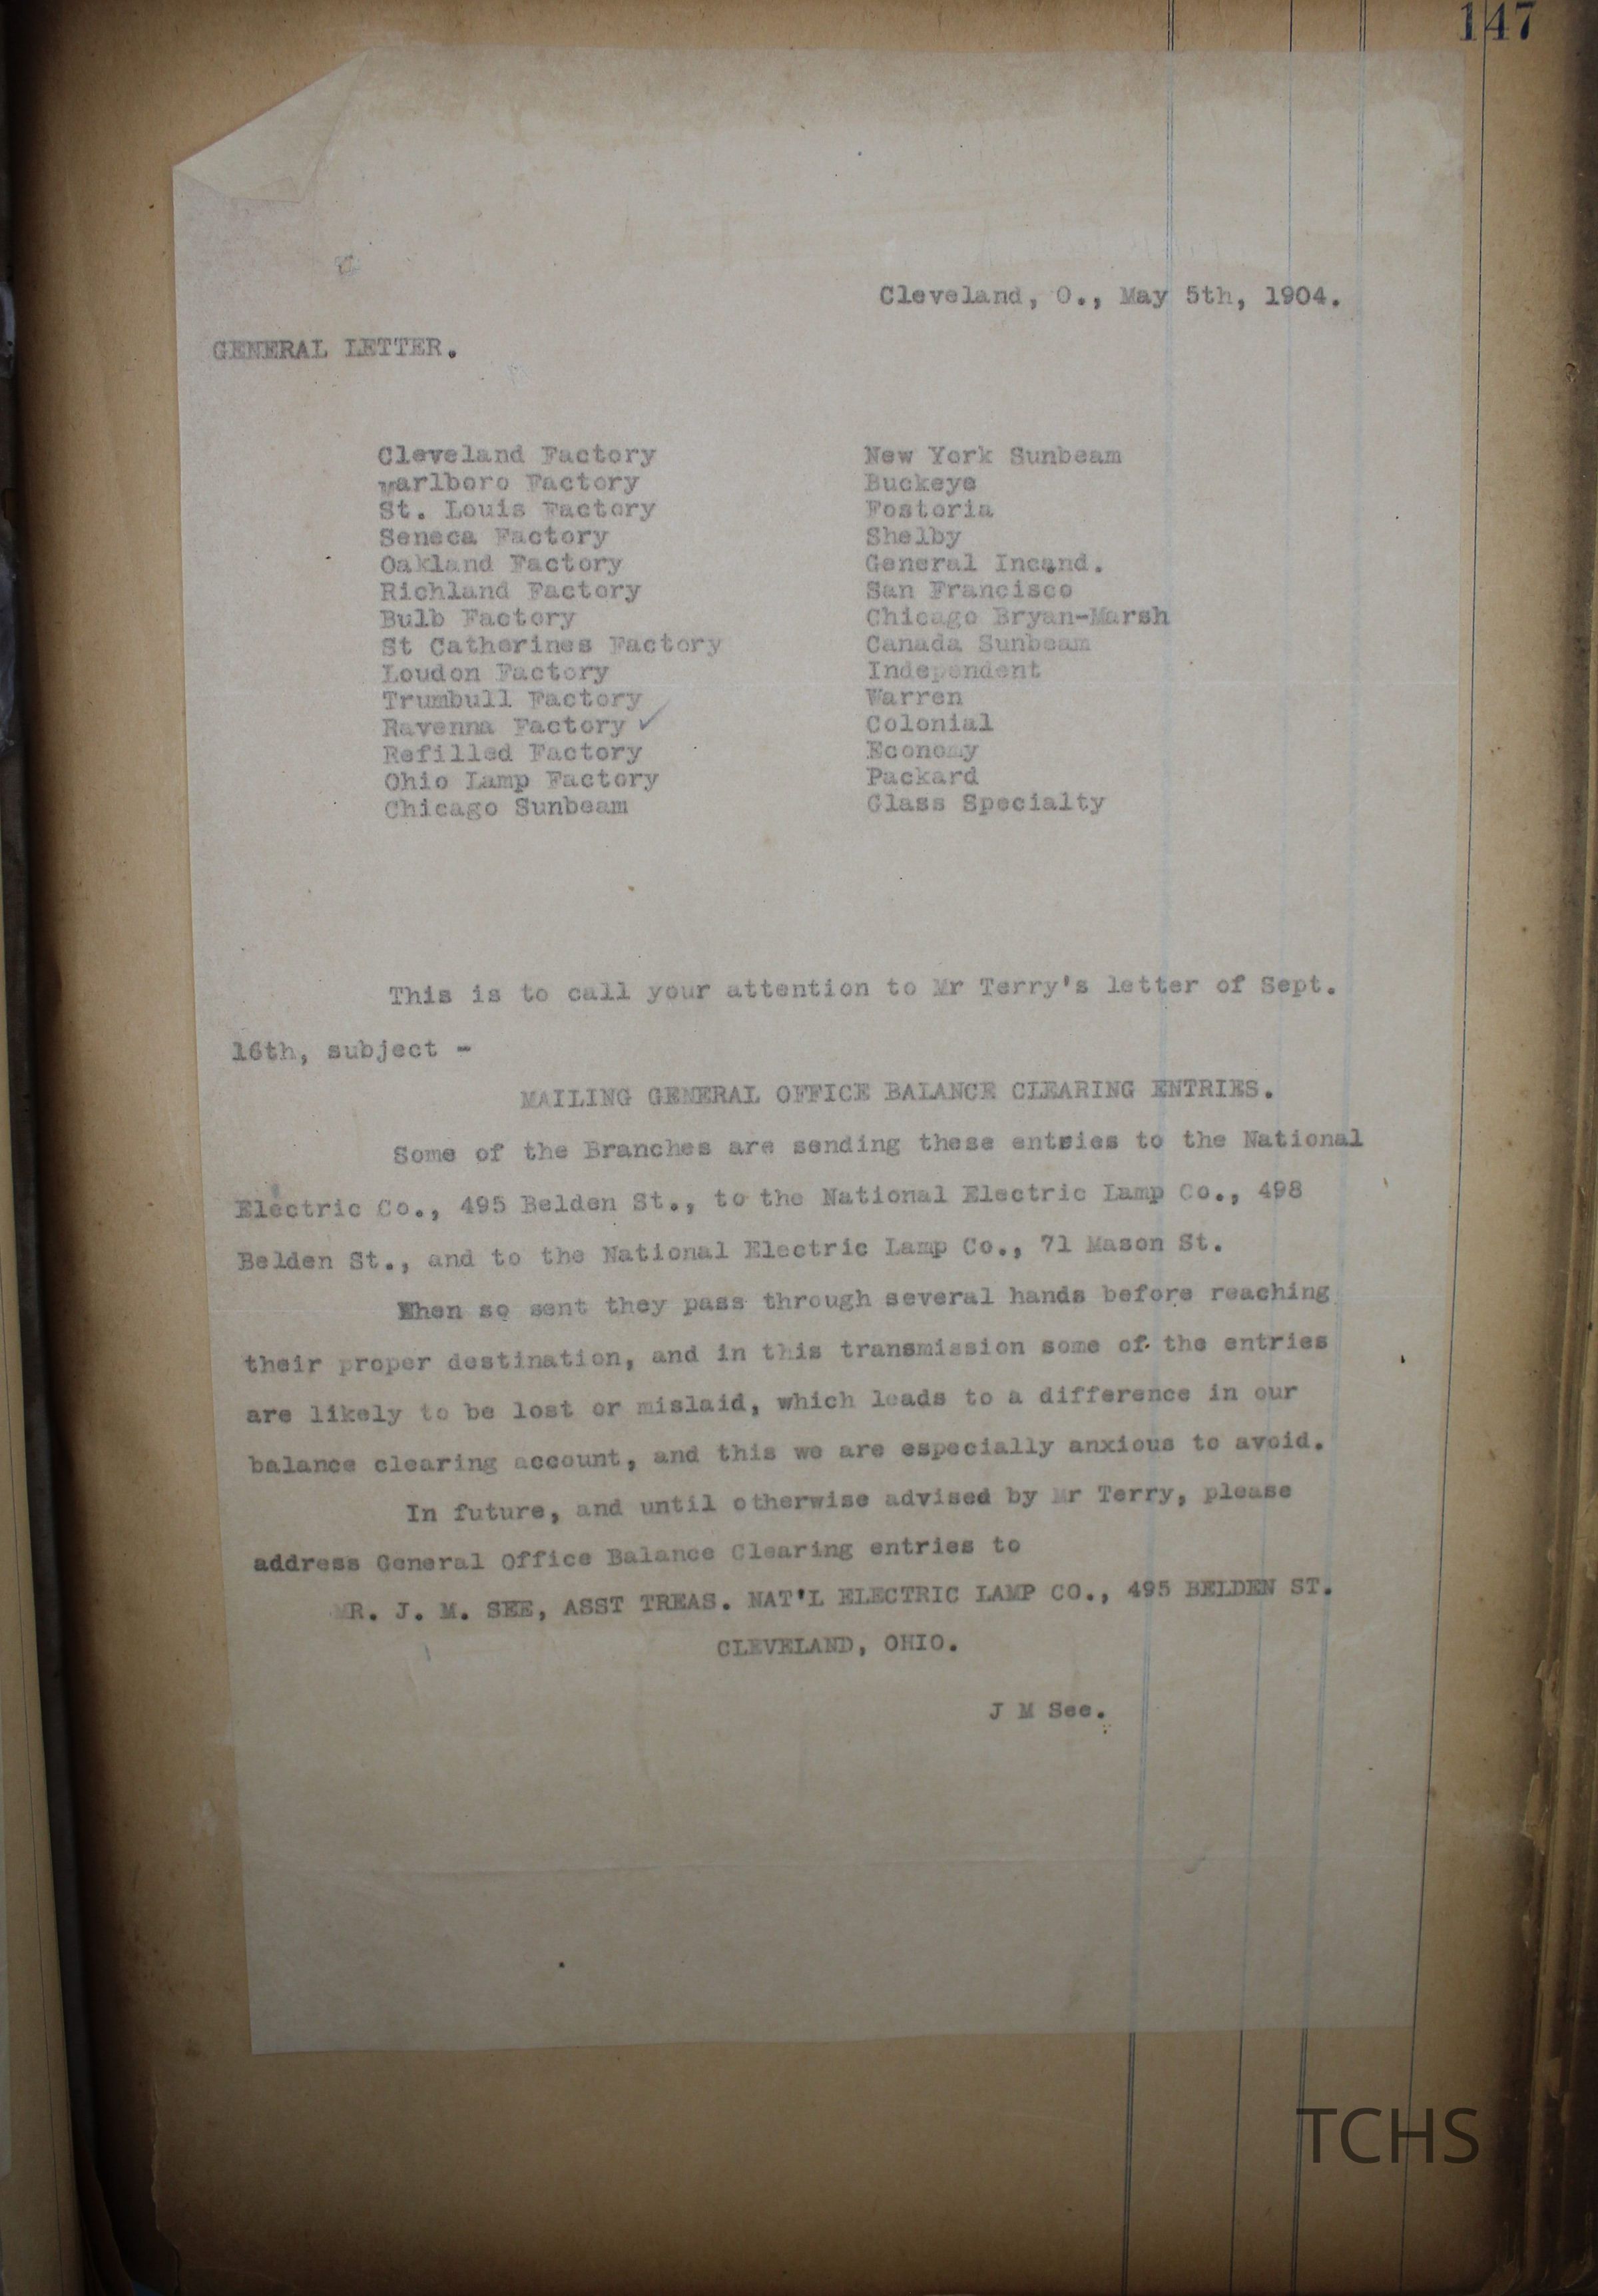 147
Cleveland, O., May 5th, 1904.
GENERAL LETTER.
Cleveland Factory
Marlboro Factory
St. Louis Factory
Seneca Factory
Oakland Factory
Richland Factory
Bulb Factory
St Catherines Factory
Loudon Factory
Trumbull Factory
Ravenna Factory ✓
Refilled Factory
Ohio Lamp Factory
Chicago Sunbeam
New York Sunbeam
Buckeye
Fostoria
Shelby
General Incand.
San Francisco
Chicago Bryan-Marsh
Canada Sunbeam
Independent
Warren
Colonial
Economy
Packard
Glass Specialty
This is to call your attention to Mr Terry's letter of Sept.
16th, subject -
MAILING GENERAL OFFICE BALANCE CLEARING ENTRIES.
Some of the Branches are sending these entries to the National
Electric Co., 495 Belden St., to the National Electric Lamp Co., 498
Belden St., and to the National Electric Lamp Co., 71 Mason St.
When so sent they pass through several hands before reaching
their proper destination, and in this transmission some of the entries
are likely to be lost or mislaid, which leads to a difference in our
balance clearing account, and this we are especially anxious to avoid.
In future, and until otherwise advised by Mr Terry, please
address General Office Balance Clearing entries to
MR. J. M. SEE, ASST TREAS. NAT'L ELECTRIC LAMP CO., 495 BELDEN ST.
CLEVELAND, OHIO.
J M See.
TCHS